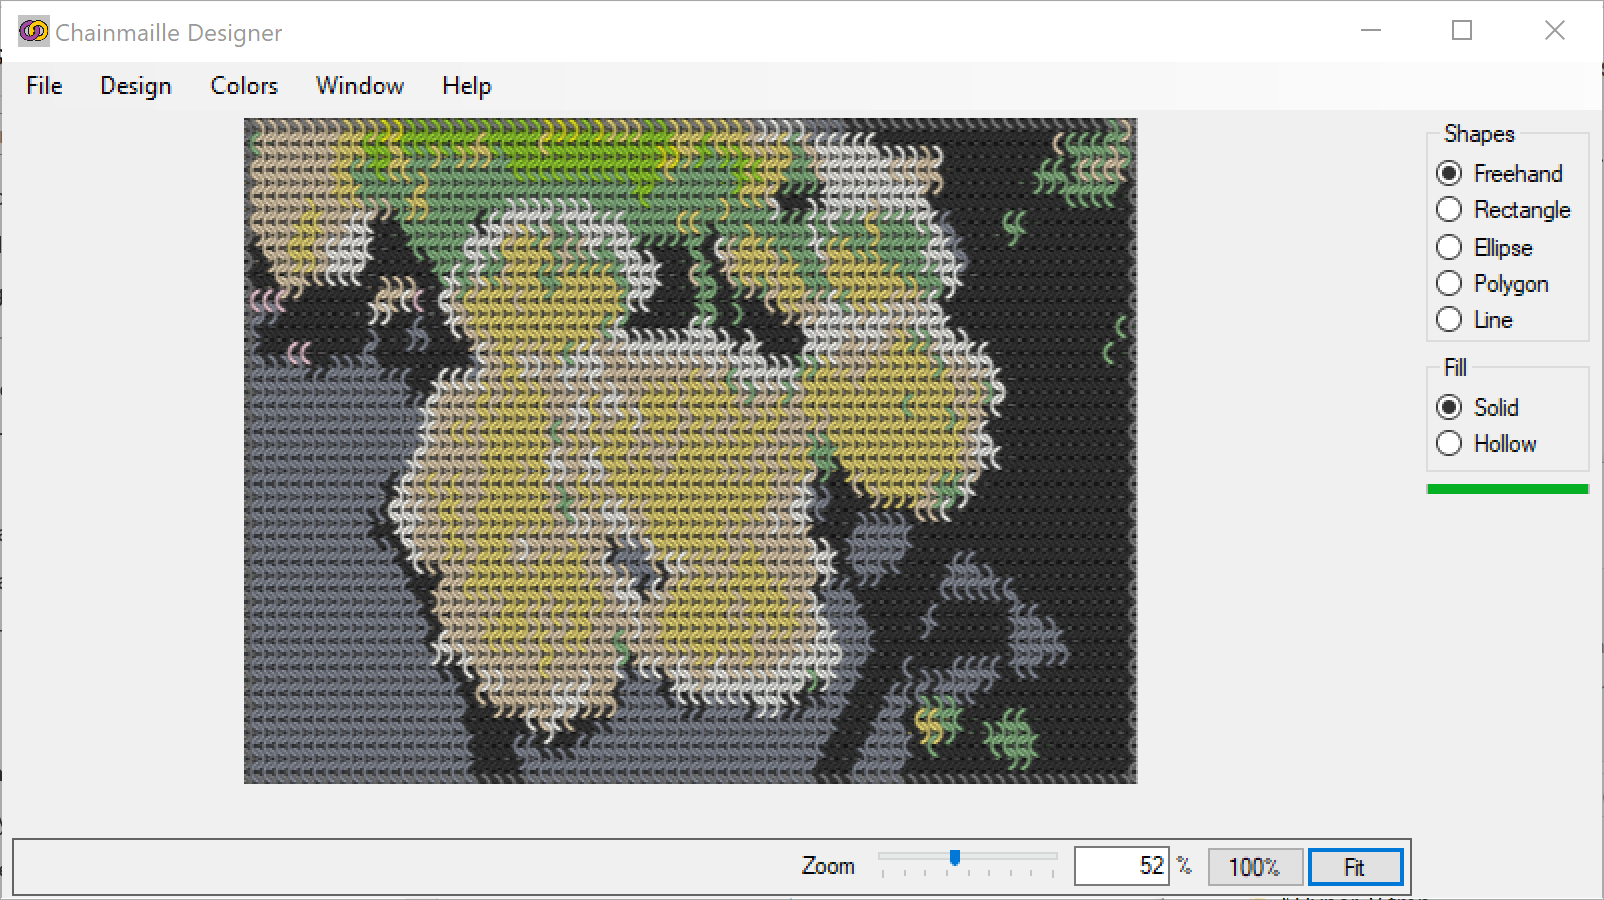 Chainmaille Designer
File Design Colors Window Help
Shapes
Freehand
Rectangle
Ellipse
Polygon
Line
Fill
Solid
Hollow
Zoom 52 % 100% Fit